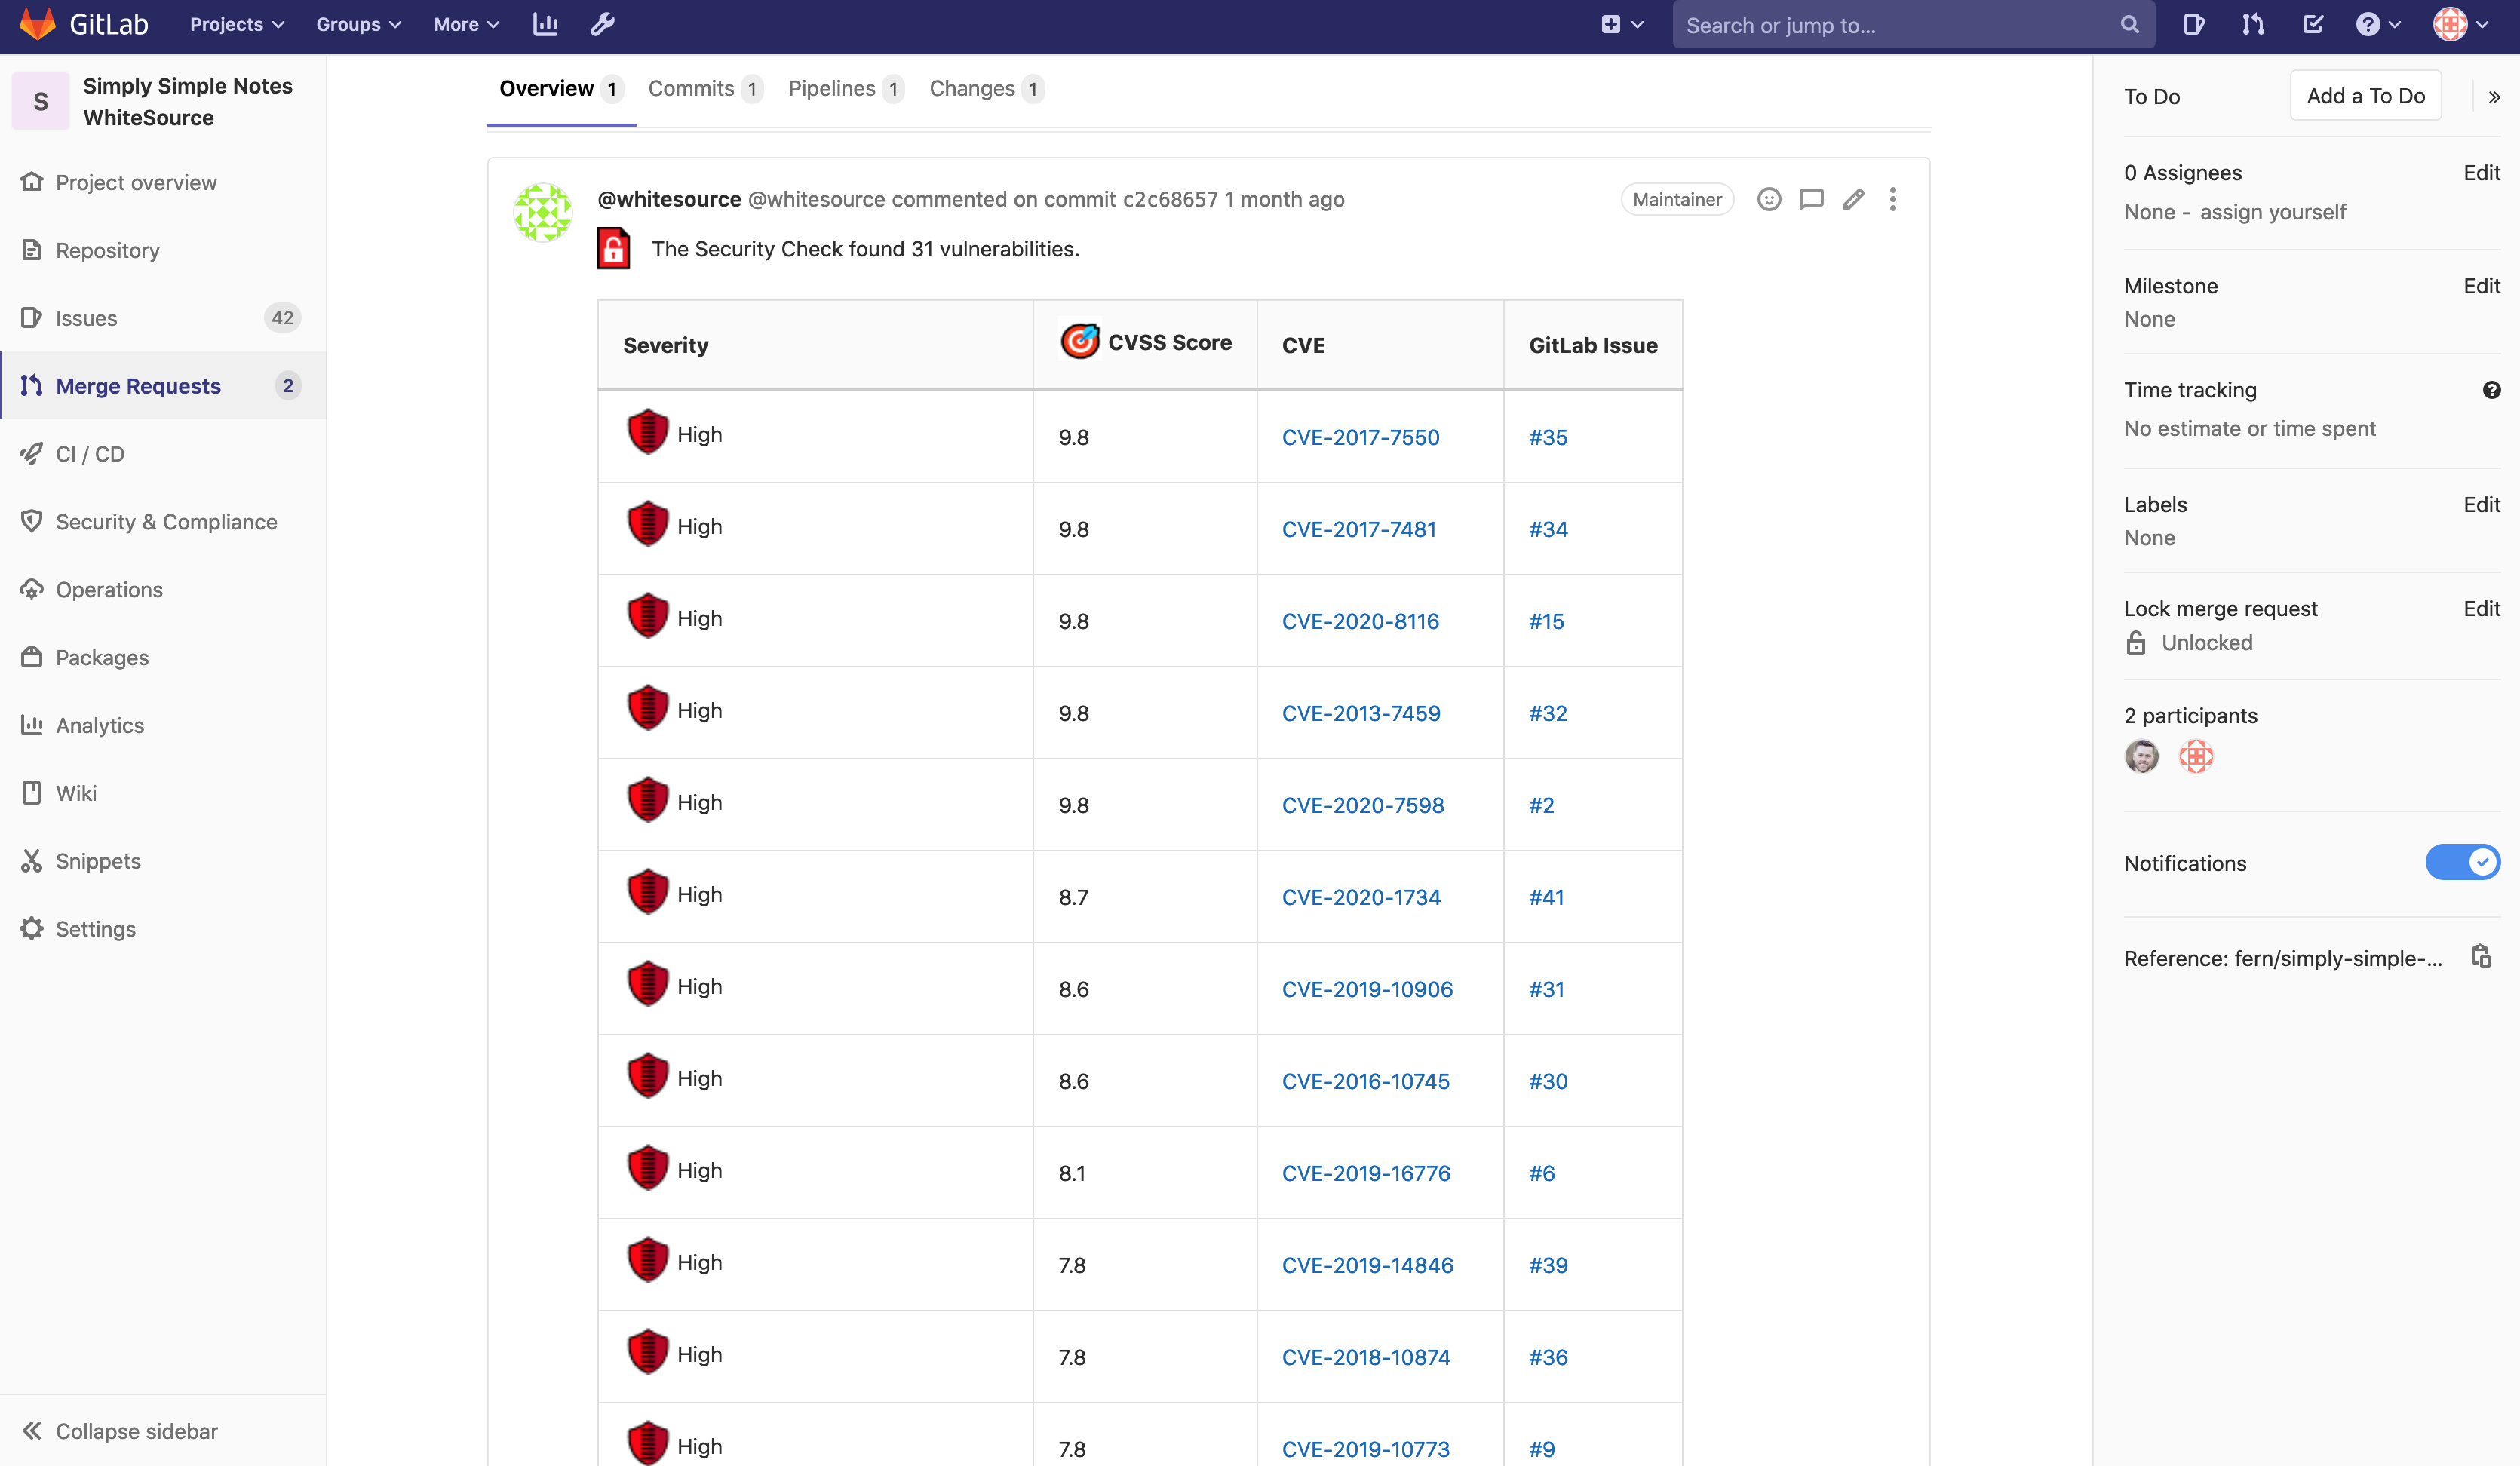 GitLab Projects Groups More Search or jump to...
S Simply Simple Notes
WhiteSource
Project overview
Repository
Issues 42
Merge Requests 2
CI / CD
Security & Compliance
Operations
Packages
Analytics
Wiki
Snippets
Settings
Collapse sidebar
Overview 1 Commits 1 Pipelines 1 Changes 1
@whitesource @whitesource commented on commit c2c68657 1 month ago Maintainer
The Security Check found 31 vulnerabilities.
Severity CVSS Score CVE GitLab Issue
High 9.8 CVE-2017-7550 #35
High 9.8 CVE-2017-7481 #34
High 9.8 CVE-2020-8116 #15
High 9.8 CVE-2013-7459 #32
High 9.8 CVE-2020-7598 #2
High 8.7 CVE-2020-1734 #41
High 8.6 CVE-2019-10906 #31
High 8.6 CVE-2016-10745 #30
High 8.1 CVE-2019-16776 #6
High 7.8 CVE-2019-14846 #39
High 7.8 CVE-2018-10874 #36
High 7.8 CVE-2019-10773 #9
To Do Add a To Do »
0 Assignees Edit
None - assign yourself
Milestone Edit
None
Time tracking ?
No estimate or time spent
Labels Edit
None
Lock merge request Edit
Unlocked
2 participants
Notifications
Reference: fern/simply-simple-...